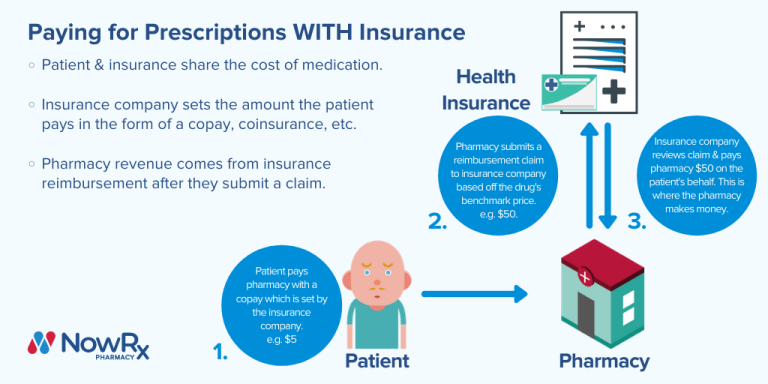 Paying for Prescriptions WITH Insurance
Patient & insurance share the cost of medication.
Insurance company sets the amount the patient
pays in the form of a copay, coinsurance, etc.
Pharmacy revenue comes from insurance
reimbursement after they submit a claim.
Health
Insurance
Pharmacy submits a
reimbursement claim
to insurance company
based off the drug's
benchmark price.
e.g. $50.
2.
Insurance company
reviews claim & pays
pharmacy $50 on the
patient's behalf. This is
where the pharmacy
makes money.
3.
Patient pays
pharmacy with a
copay which is set by
the insurance
company.
e.g. $5
1.
Patient
Pharmacy
NowRx
PHARMACY